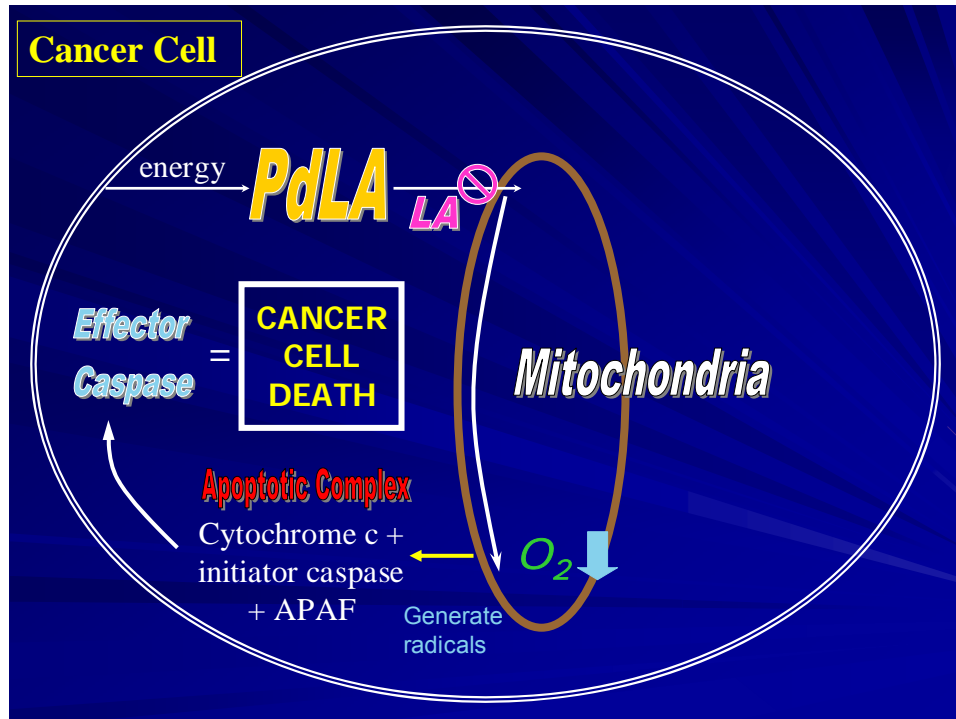 Cancer Cell
energy
PdLA
LA
Effector
Caspase
=
CANCER
CELL
DEATH
Mitochondria
Apoptotic Complex
Cytochrome c +
initiator caspase
+ APAF
O₂
Generate
radicals